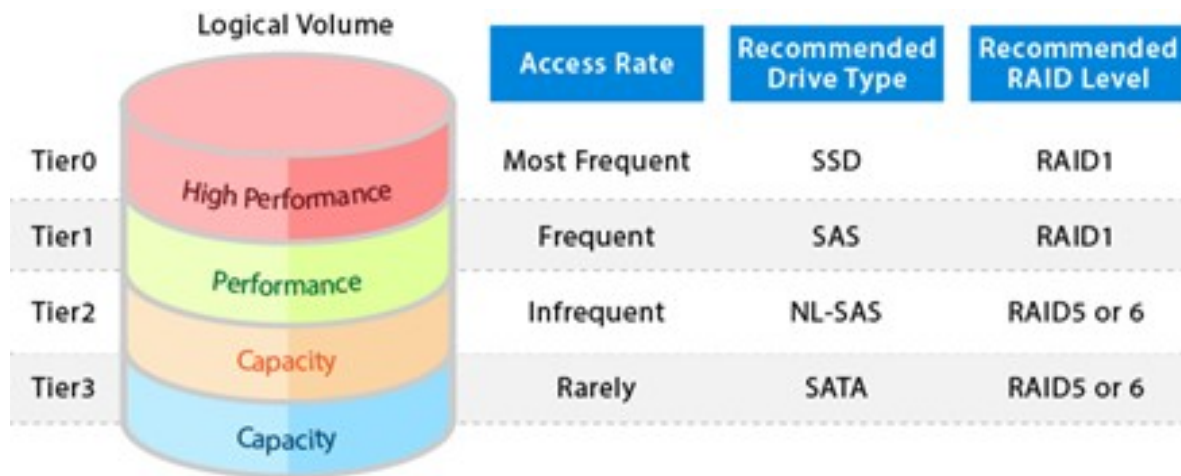 Logical Volume
Access Rate
Recommended
Drive Type
Recommended
RAID Level
Tier0
High Performance
Most Frequent
SSD
RAID1
Tier1
Performance
Frequent
SAS
RAID1
Tier2
Capacity
Infrequent
NL-SAS
RAID5 or 6
Tier3
Capacity
Rarely
SATA
RAID5 or 6